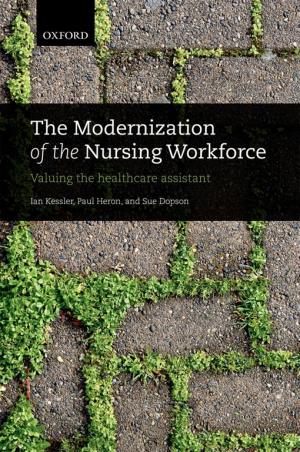 OXFORD
The Modernization
of the Nursing Workforce
Valuing the healthcare assistant
Ian Kessler, Paul Heron, and Sue Dopson